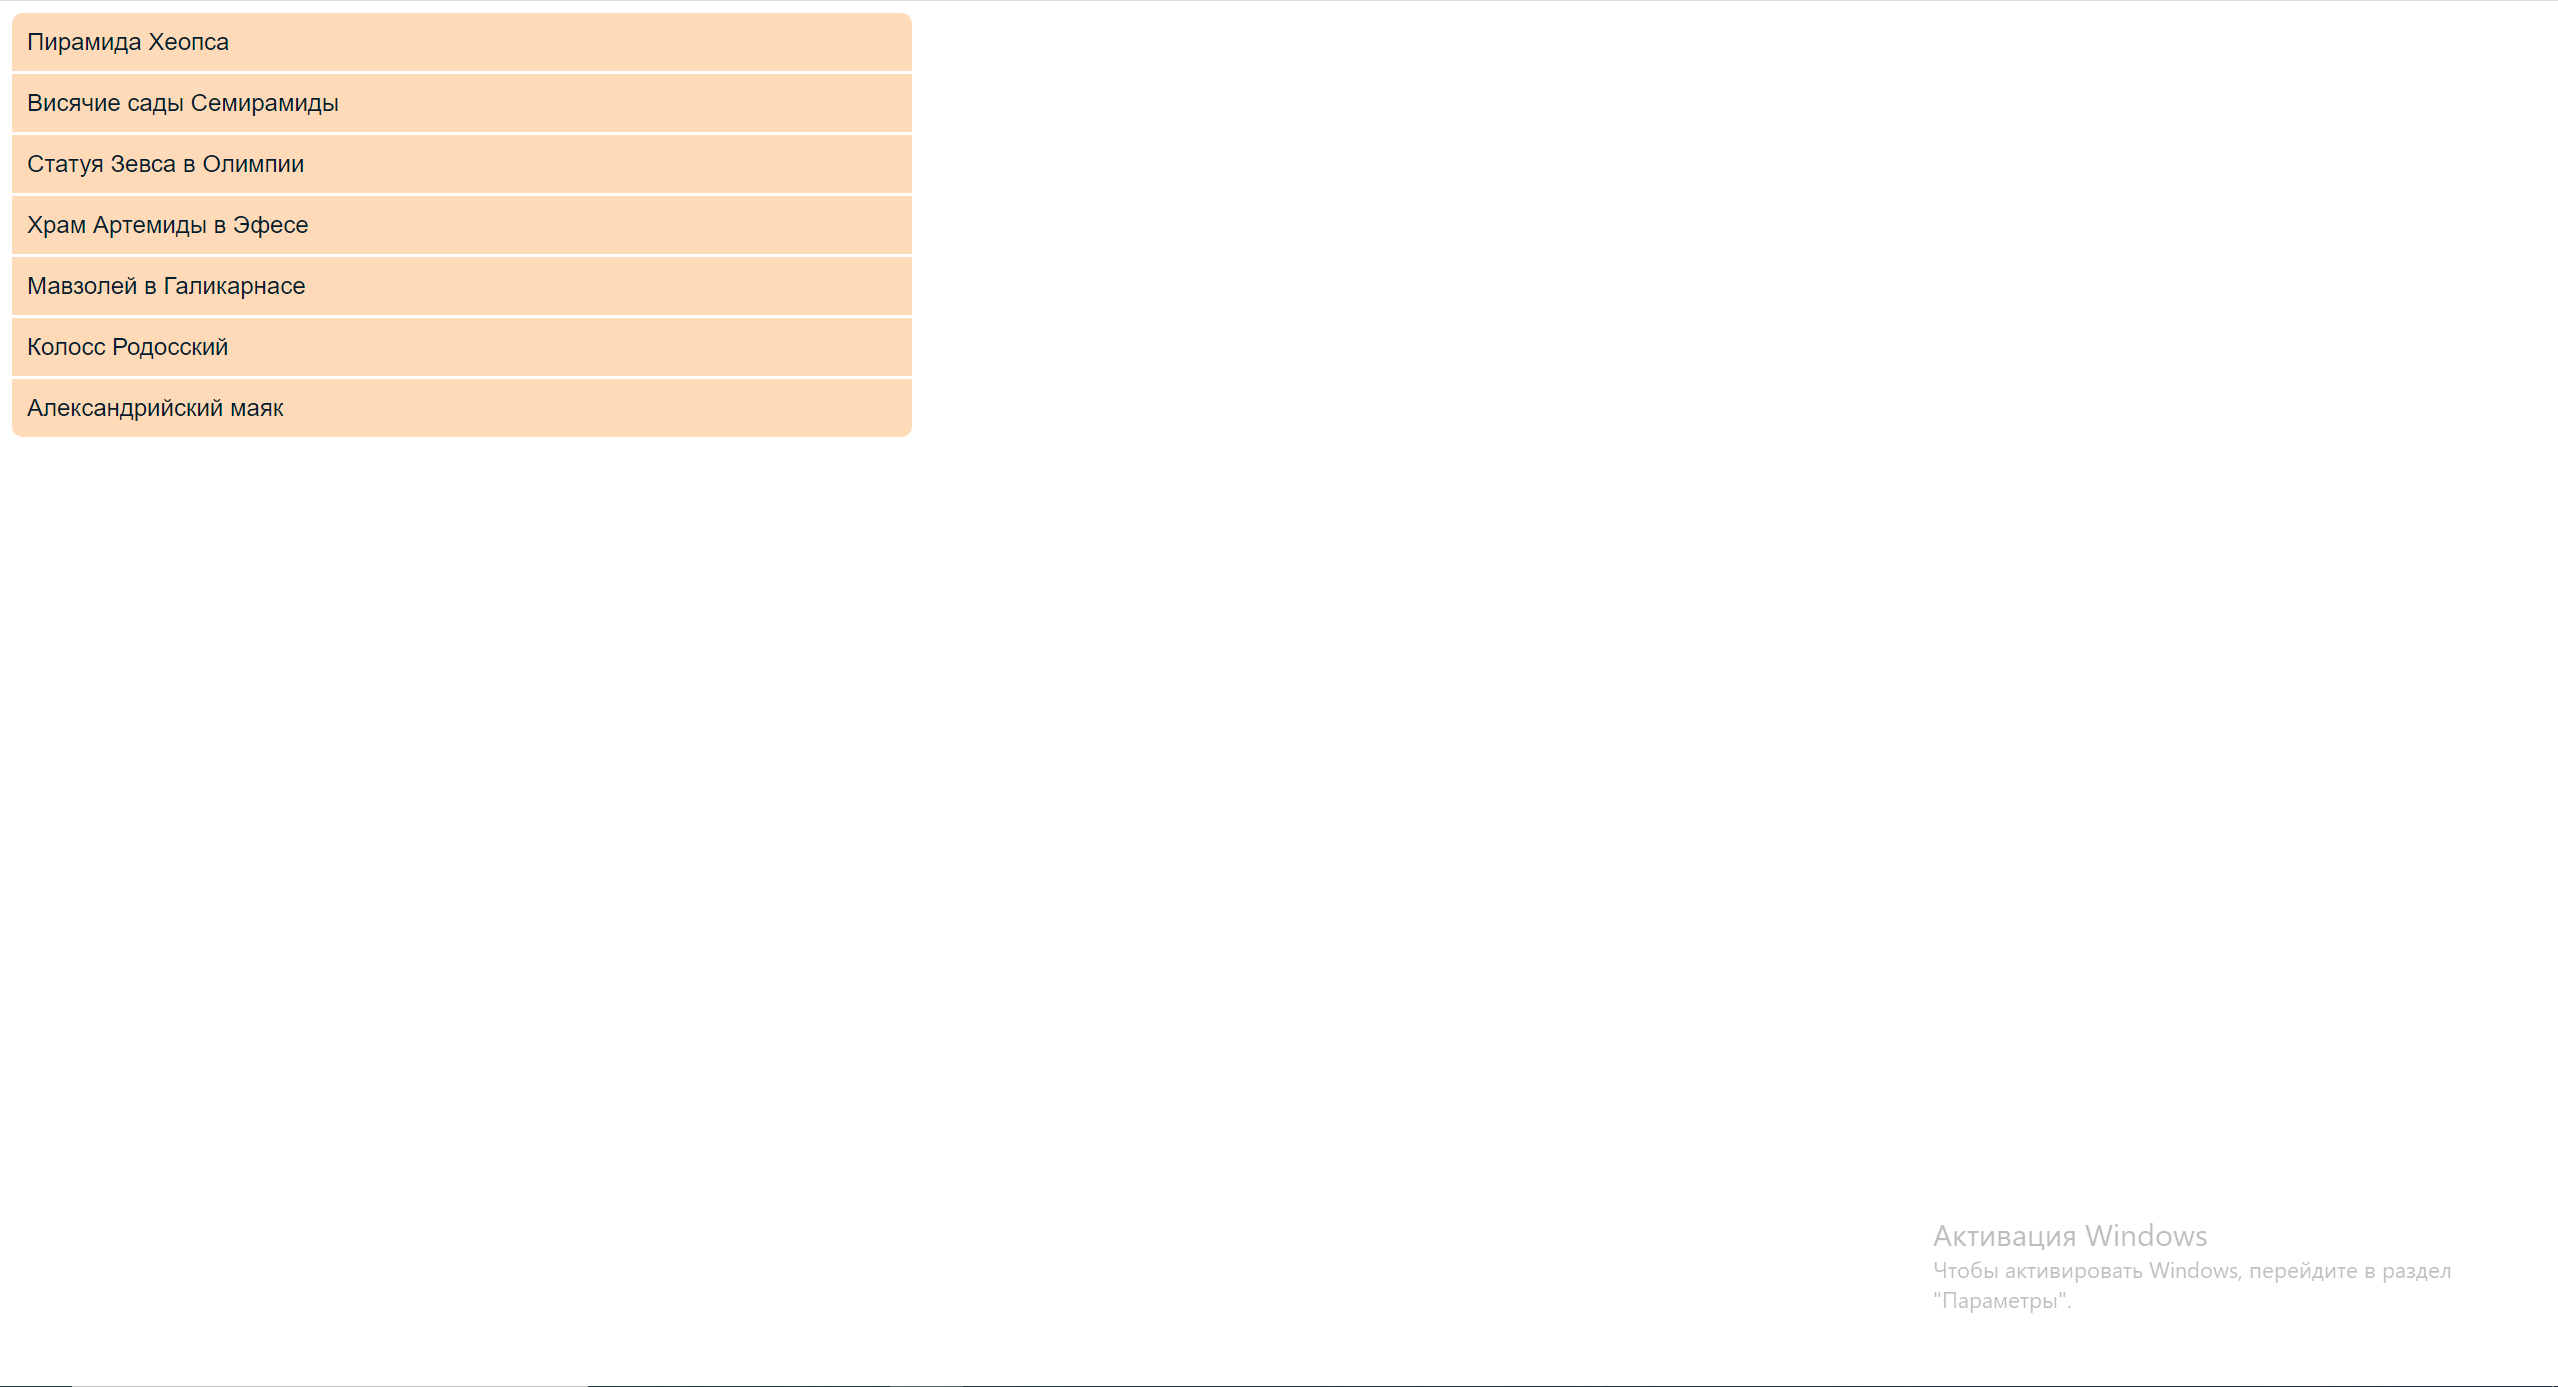 Пирамида Хеопса
Висячие сады Семирамиды
Статуя Зевса в Олимпии
Храм Артемиды в Эфесе
Мавзолей в Галикарнасе
Колосс Родосский
Александрийский маяк
Активация Windows
Чтобы активировать Windows, перейдите в раздел
"Параметры".